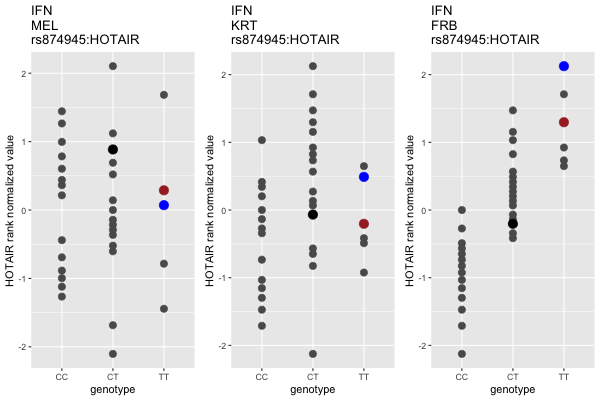 IFN
MEL
rs874945:HOTAIR
HOTAIR rank normalized value
2
1
0
-1
-2
CC
CT
TT
genotype
IFN
KRT
rs874945:HOTAIR
HOTAIR rank normalized value
2
1
0
-1
-2
CC
CT
TT
genotype
IFN
FRB
rs874945:HOTAIR
HOTAIR rank normalized value
2
1
0
-1
-2
CC
CT
TT
genotype